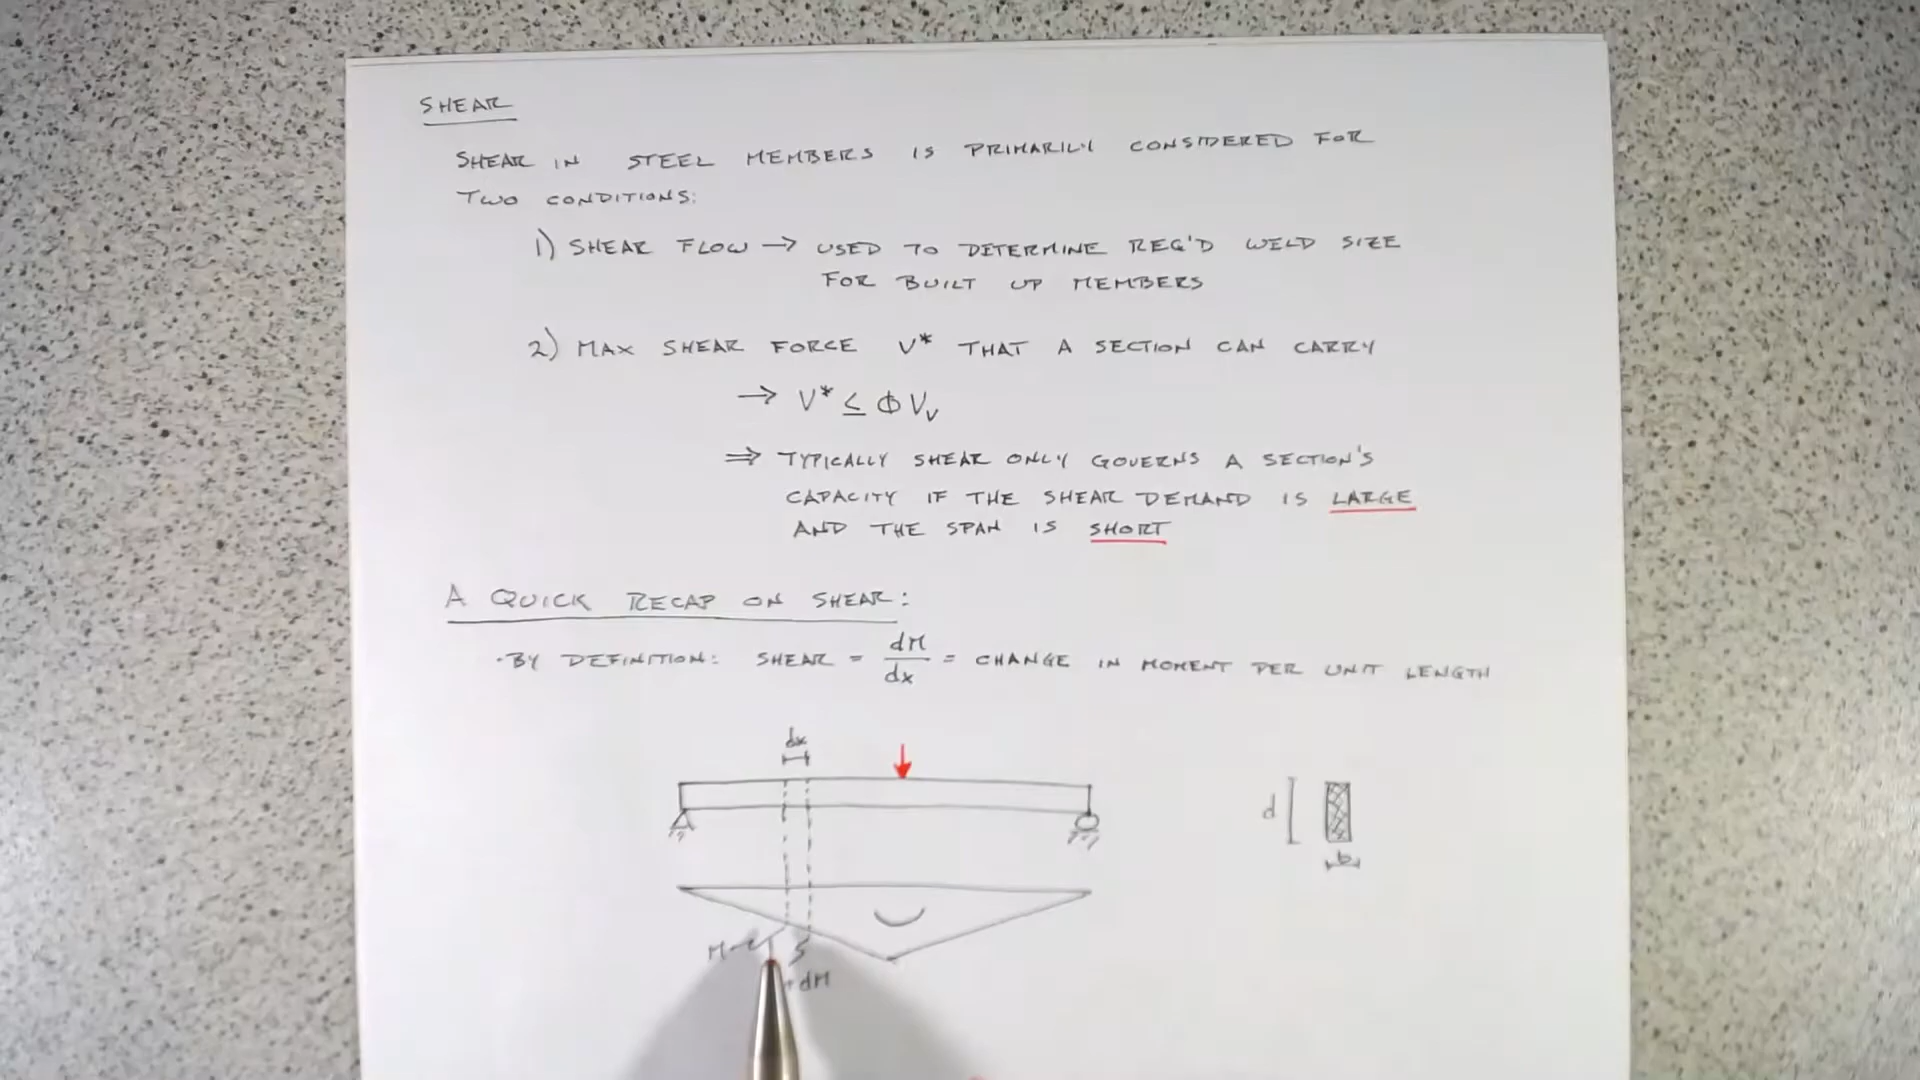 SHEAR
SHEAR IN STEEL MEMBERS IS PRIMARILY CONSIDERED FOR
TWO CONDITIONS:
1) SHEAR FLOW → USED TO DETERMINE REQ'D WELD SIZE
FOR BUILT UP MEMBERS
2) MAX SHEAR FORCE V* THAT A SECTION CAN CARRY
→ V* ≤ ϕVv
⇒ TYPICALLY SHEAR ONLY GOVERNS A SECTION'S
CAPACITY IF THE SHEAR DEMAND IS LARGE
AND THE SPAN IS SHORT
A QUICK RECAP ON SHEAR:
·BY DEFINITION: SHEAR = dM/dx = CHANGE IN MOMENT PER UNIT LENGTH
dx
d
b
M
+dM